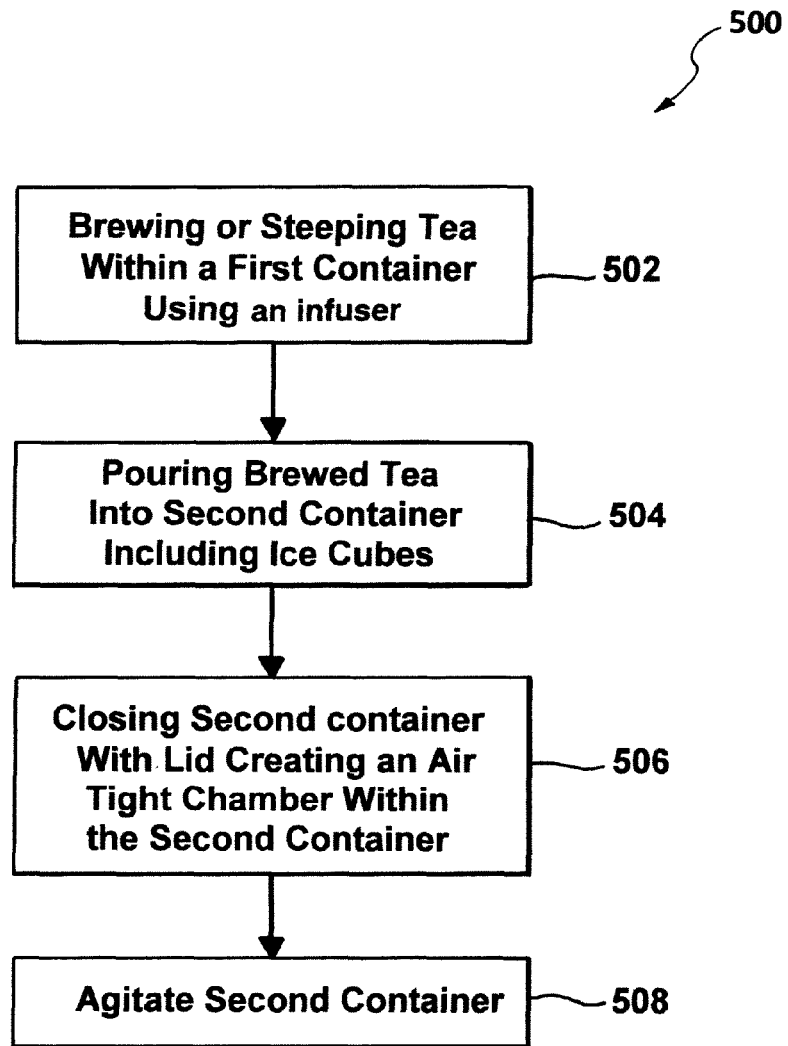 500
Brewing or Steeping Tea
Within a First Container
Using an infuser
502
Pouring Brewed Tea
Into Second Container
Including Ice Cubes
504
Closing Second container
With Lid Creating an Air
Tight Chamber Within
the Second Container
506
Agitate Second Container
508